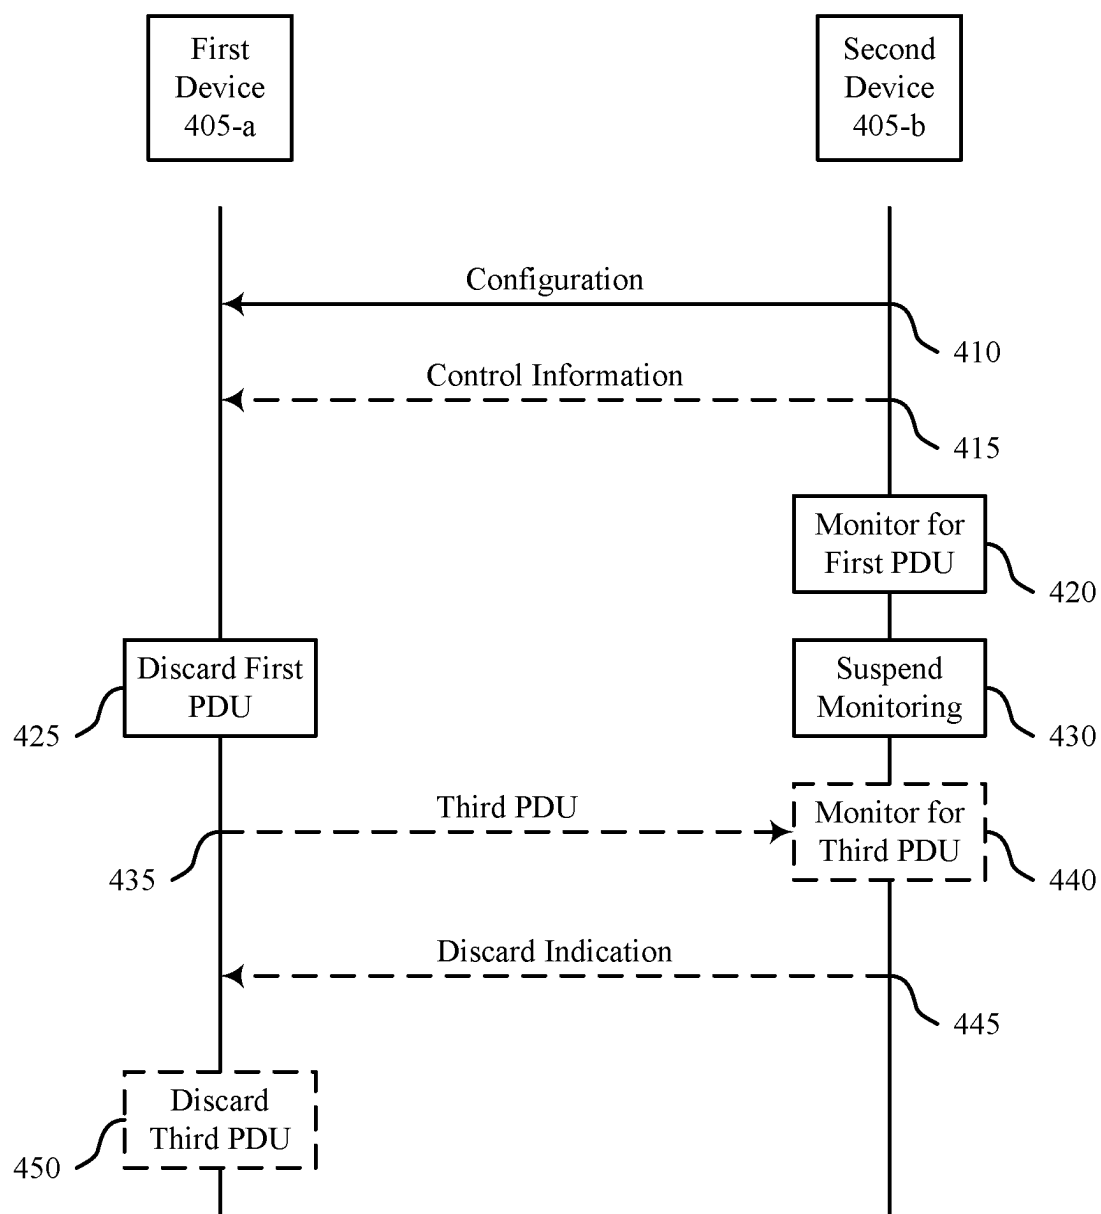 First
Device
405-a
Second
Device
405-b
Configuration
410
Control Information
415
Monitor for
First PDU
420
Discard First
PDU
425
Suspend
Monitoring
430
Third PDU
435
Monitor for
Third PDU
440
Discard Indication
445
Discard
Third PDU
450